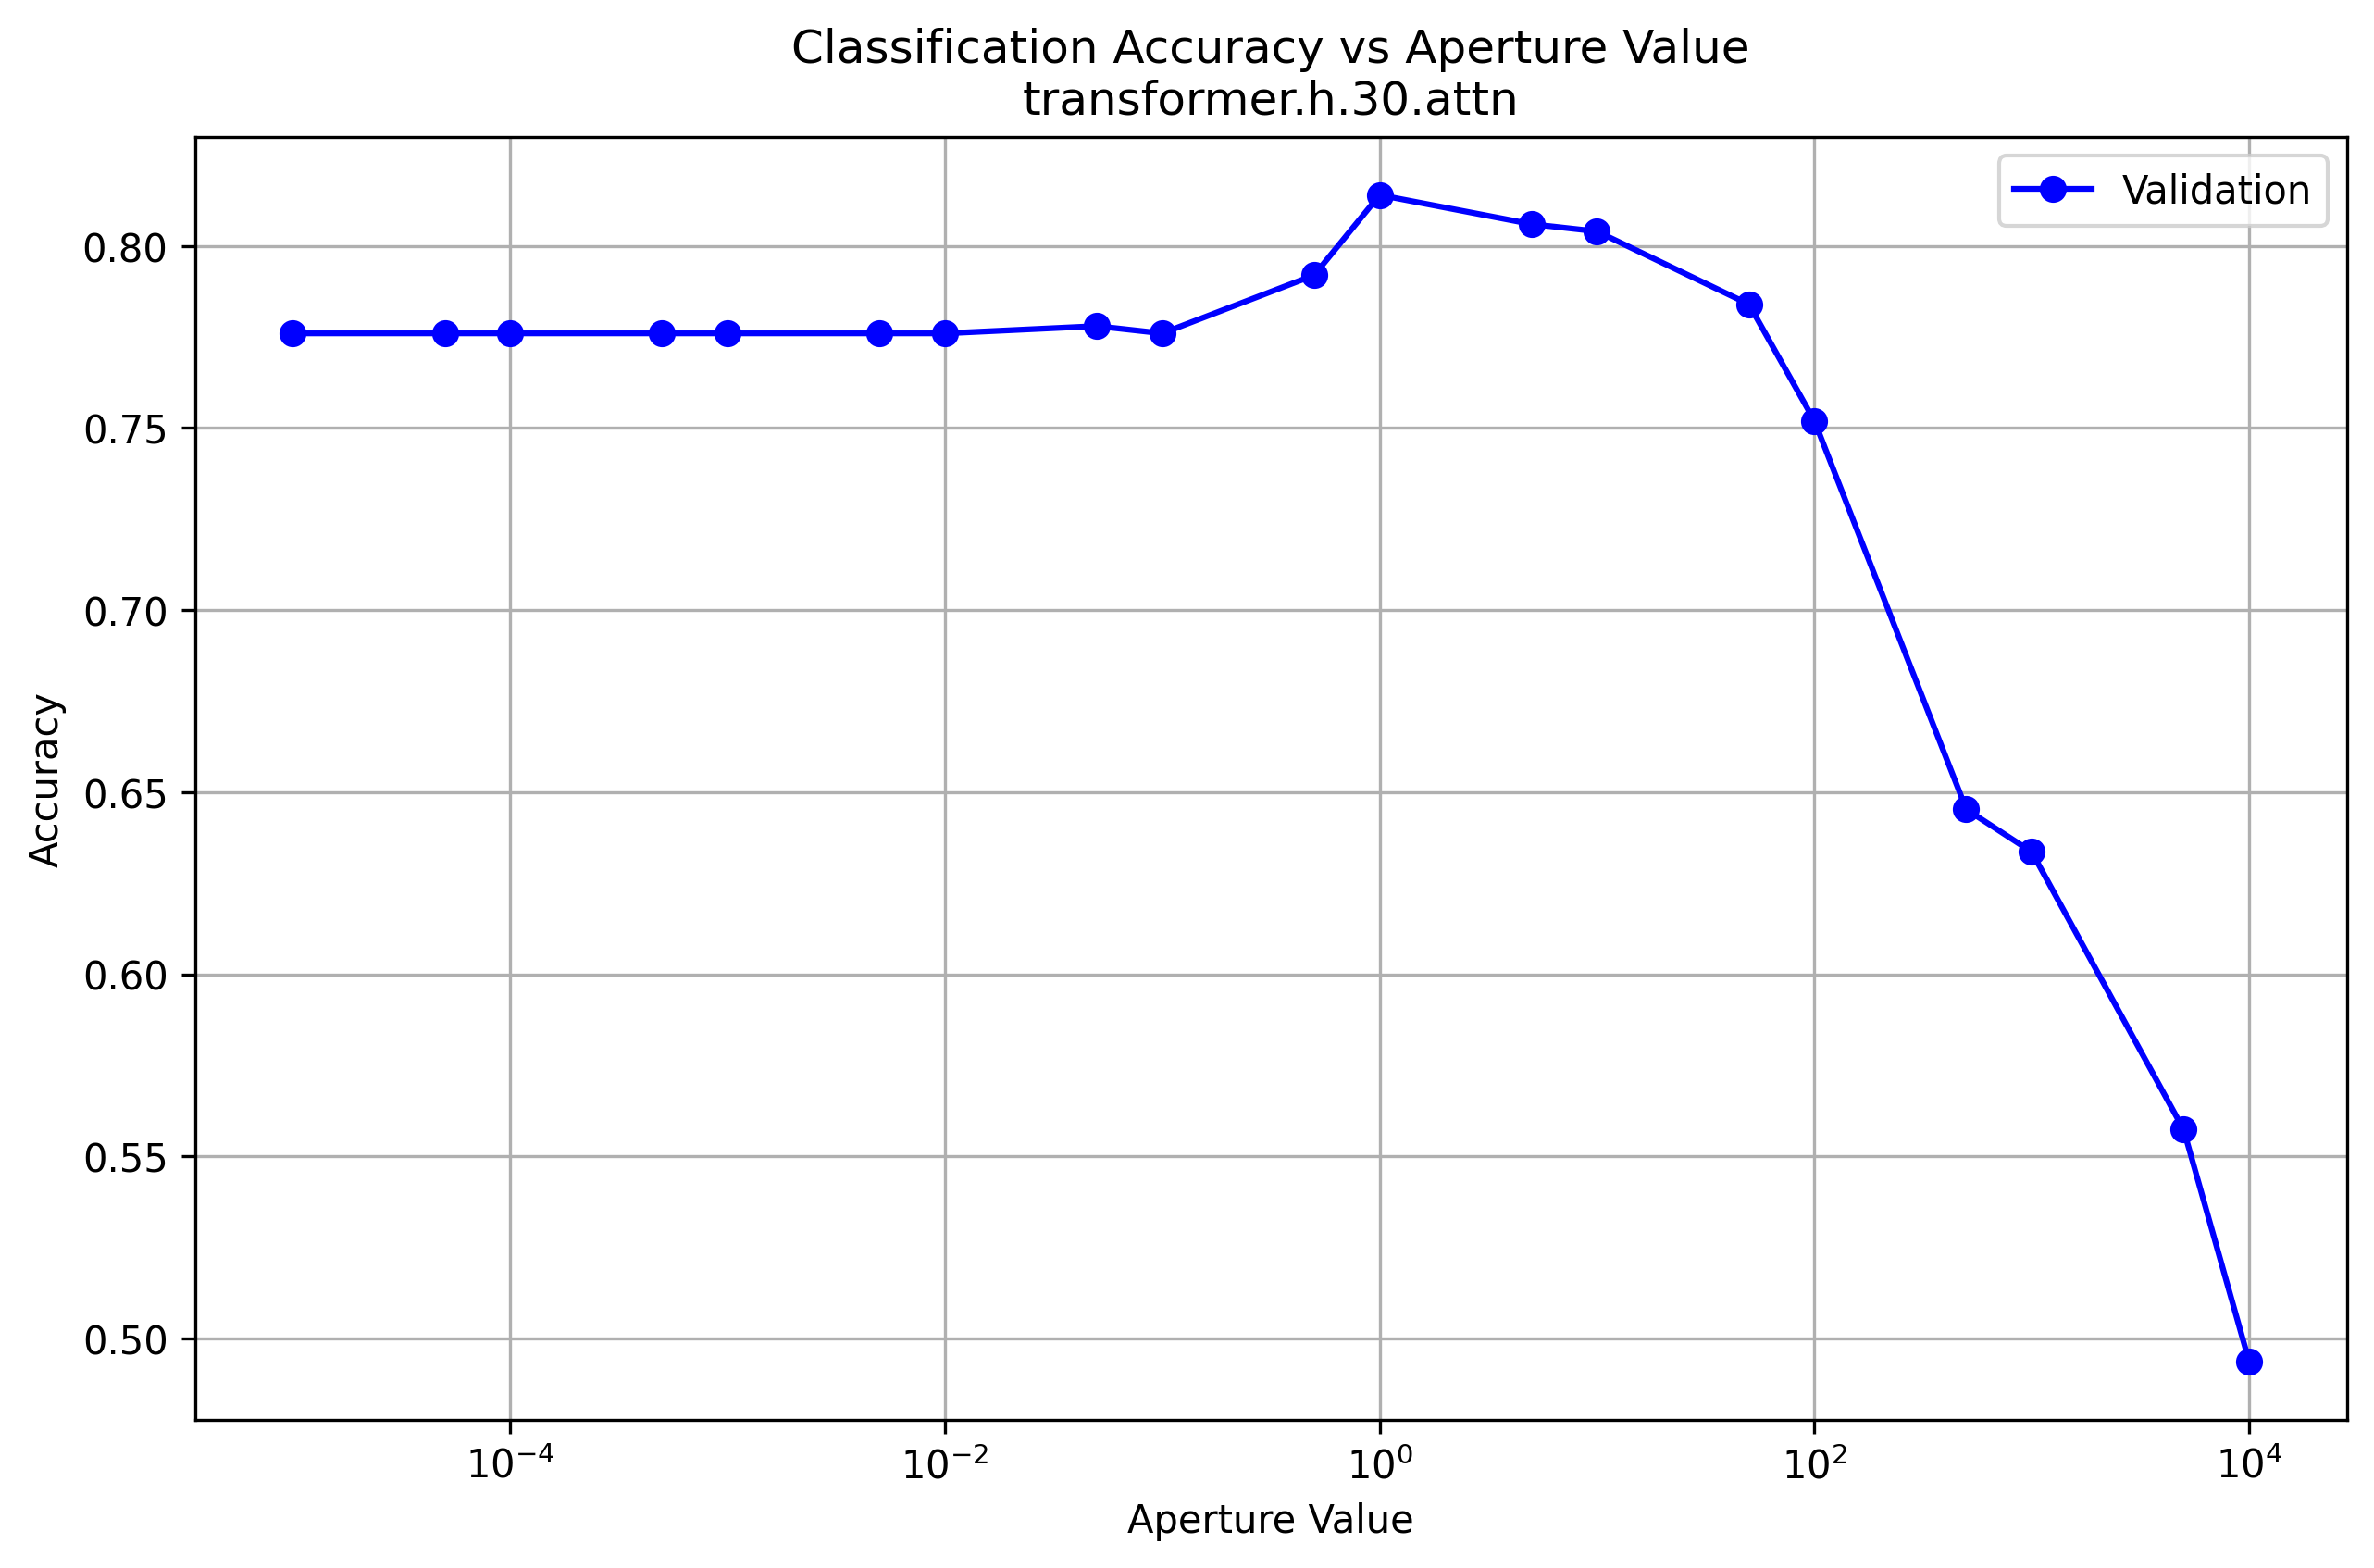 Classification Accuracy vs Aperture Value
transformer.h.30.attn
Validation
0.80
0.75
0.70
0.65
0.60
0.55
0.50
Accuracy
10⁻⁴
10⁻²
10⁰
10²
10⁴
Aperture Value